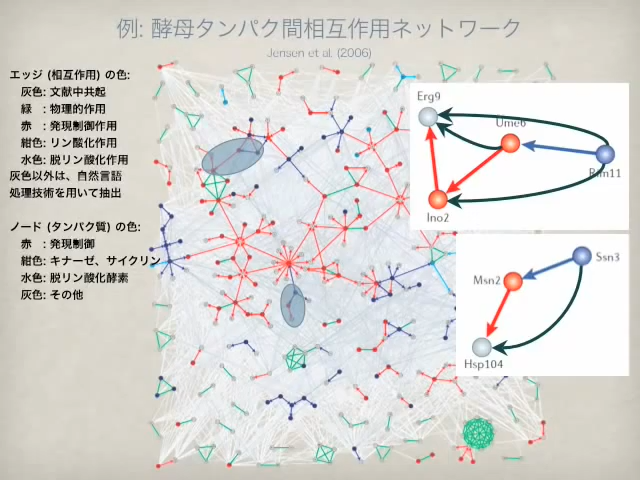 例: 酵母タンパク間相互作用ネットワーク
Jensen et al. (2006)
エッジ (相互作用) の色:
灰色: 文献中共起
緑 : 物理的作用
赤 : 発現制御作用
紺色: リン酸化作用
水色: 脱リン酸化作用
灰色以外は、自然言語
処理技術を用いて抽出
ノード (タンパク質) の色:
赤 : 発現制御
紺色: キナーゼ、サイクリン
水色: 脱リン酸化酵素
灰色: その他
Erg9
Ume6
Rim11
Ino2
Ssn3
Msn2
Hsp104